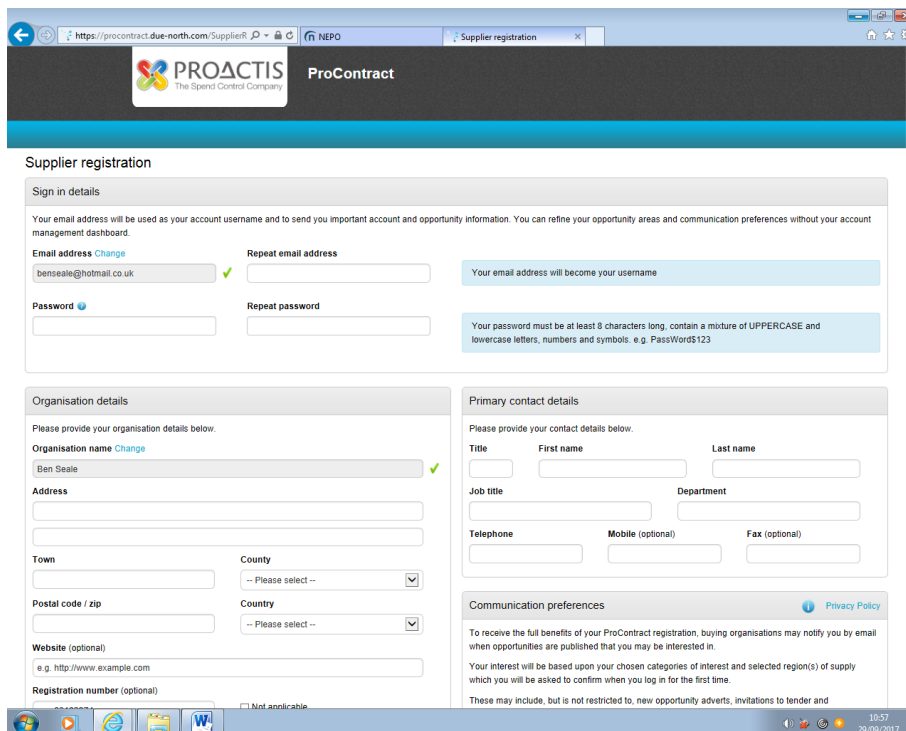 https://procontract.due-north.com/SupplierR
NEPO
Supplier registration
PROACTIS
The Spend Control Company
ProContract
Supplier registration
Sign in details
Your email address will be used as your account username and to send you important account and opportunity information. You can refine your opportunity areas and communication preferences without your account
management dashboard.
Email address Change
Repeat email address
benseale@hotmail.co.uk
Your email address will become your username
Password
Repeat password
Your password must be at least 8 characters long, contain a mixture of UPPERCASE and
lowercase letters, numbers and symbols. e.g. PassWord$123
Organisation details
Please provide your organisation details below.
Organisation name Change
Ben Seale
Address
Town
County
-- Please select --
Postal code / zip
Country
-- Please select --
Website (optional)
e.g. http://www.example.com
Registration number (optional)
Not applicable
Primary contact details
Please provide your contact details below.
Title
First name
Last name
Job title
Department
Telephone
Mobile (optional)
Fax (optional)
Communication preferences
Privacy Policy
To receive the full benefits of your ProContract registration, buying organisations may notify you by email
when opportunities are published that you may be interested in.
Your interest will be based upon your chosen categories of interest and selected region(s) of supply
which you will be asked to confirm when you log in for the first time.
These may include, but is not restricted to, new opportunity adverts, invitations to tender and
10:57
29/09/2017